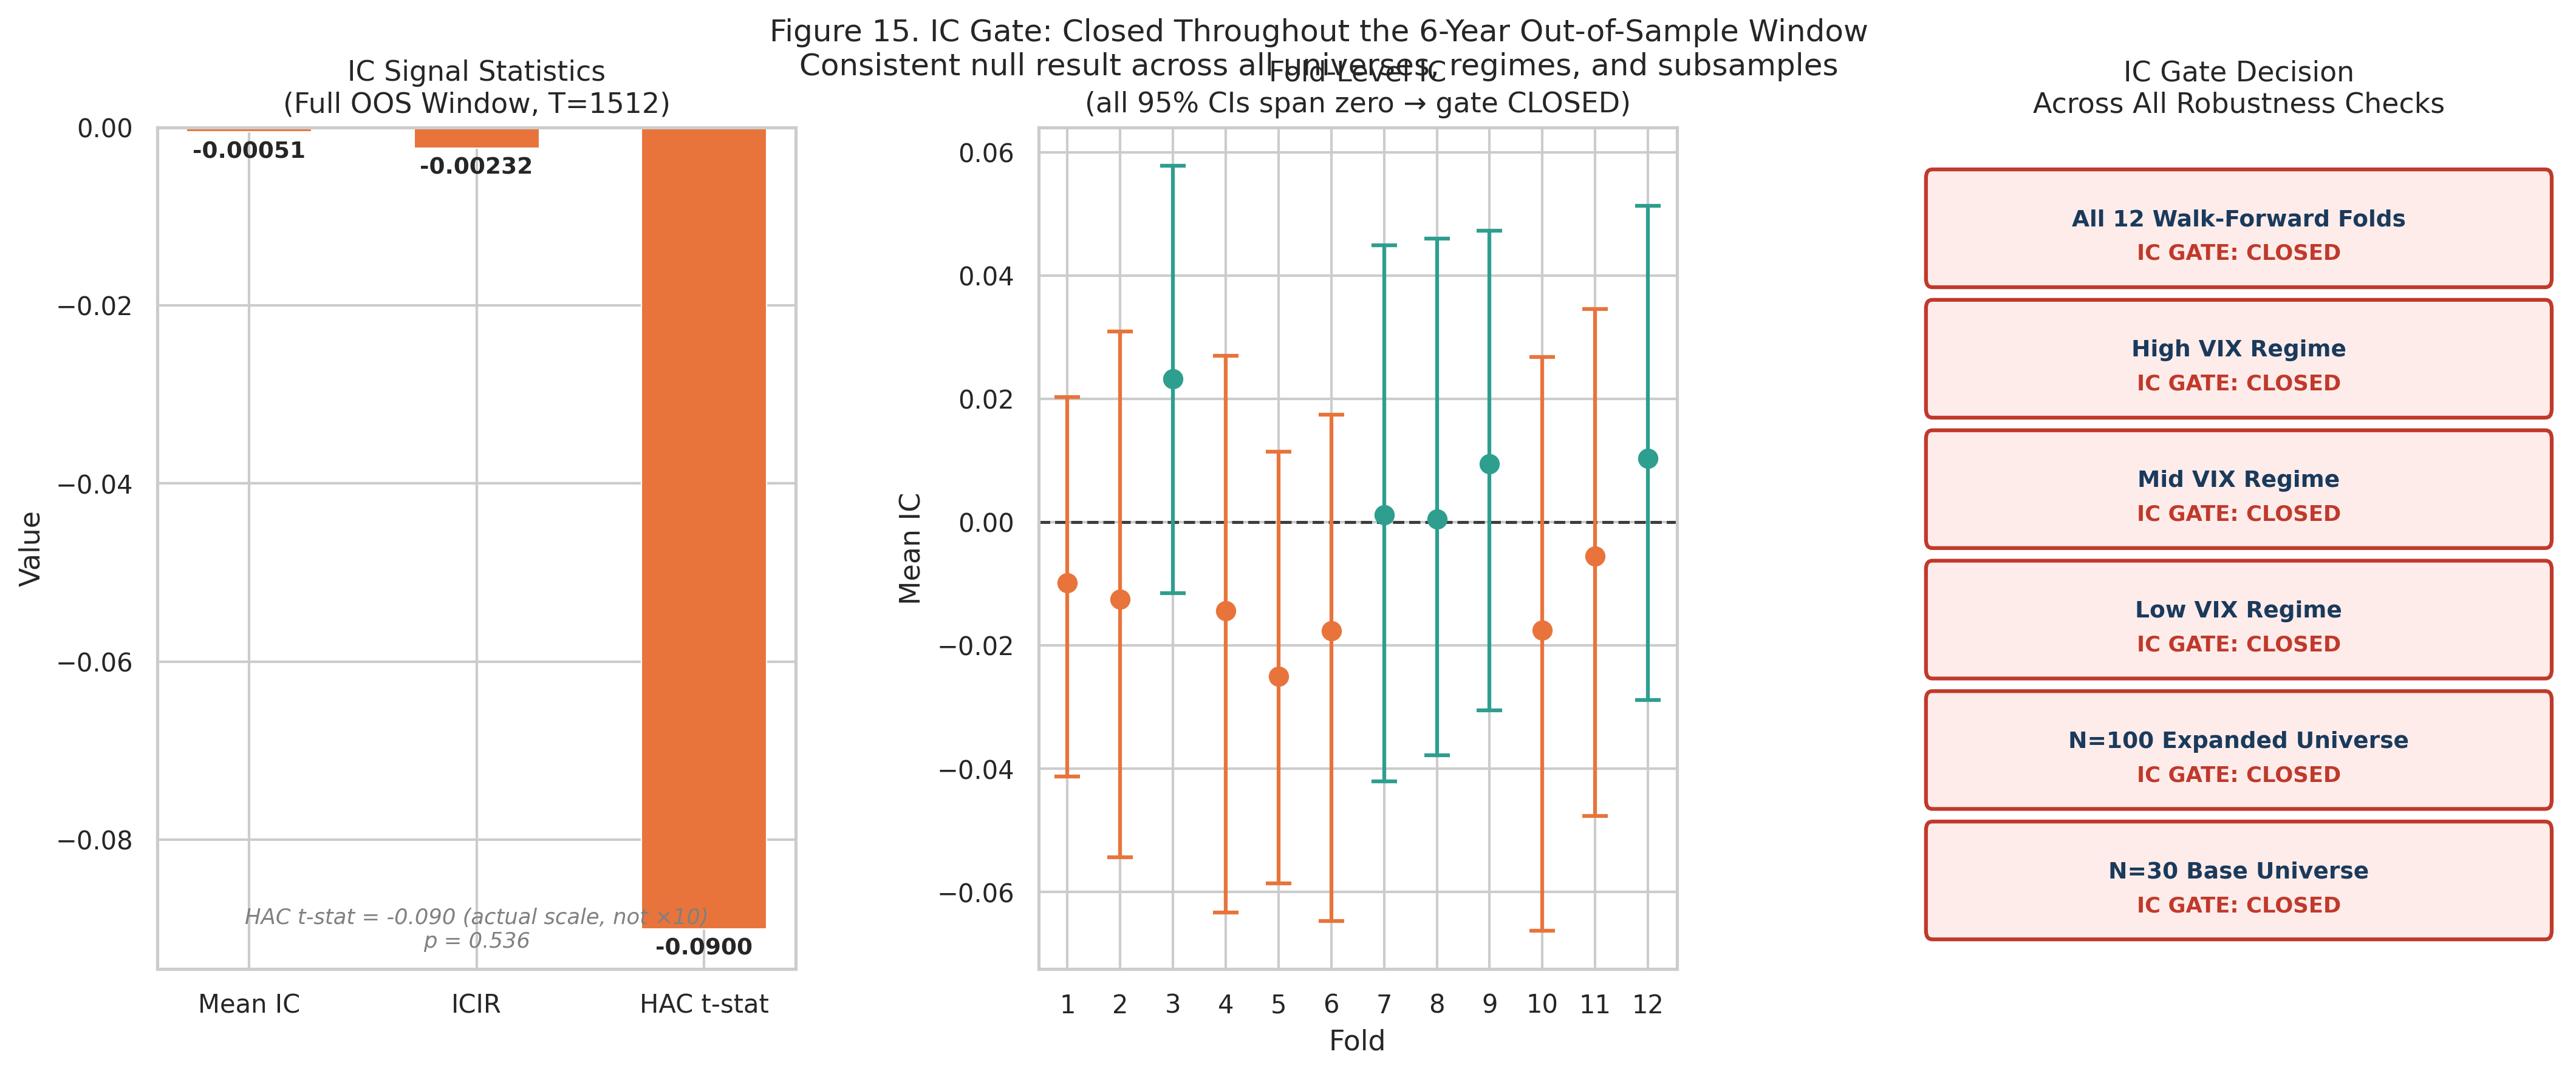 Figure 15. IC Gate: Closed Throughout the 6-Year Out-of-Sample Window
Consistent null result across all universes, regimes, and subsamples
IC Signal Statistics
(Full OOS Window, T=1512)
0.00
−0.02
−0.04
−0.06
−0.08
Value
-0.00051
-0.00232
-0.0900
HAC t-stat = -0.090 (actual scale, not ×10)
p = 0.536
Mean IC
ICIR
HAC t-stat
Fold-Level IC
(all 95% CIs span zero → gate CLOSED)
0.06
0.04
0.02
0.00
−0.02
−0.04
−0.06
Mean IC
1 2 3 4 5 6 7 8 9 10 11 12
Fold
IC Gate Decision
Across All Robustness Checks
All 12 Walk-Forward Folds
IC GATE: CLOSED
High VIX Regime
IC GATE: CLOSED
Mid VIX Regime
IC GATE: CLOSED
Low VIX Regime
IC GATE: CLOSED
N=100 Expanded Universe
IC GATE: CLOSED
N=30 Base Universe
IC GATE: CLOSED